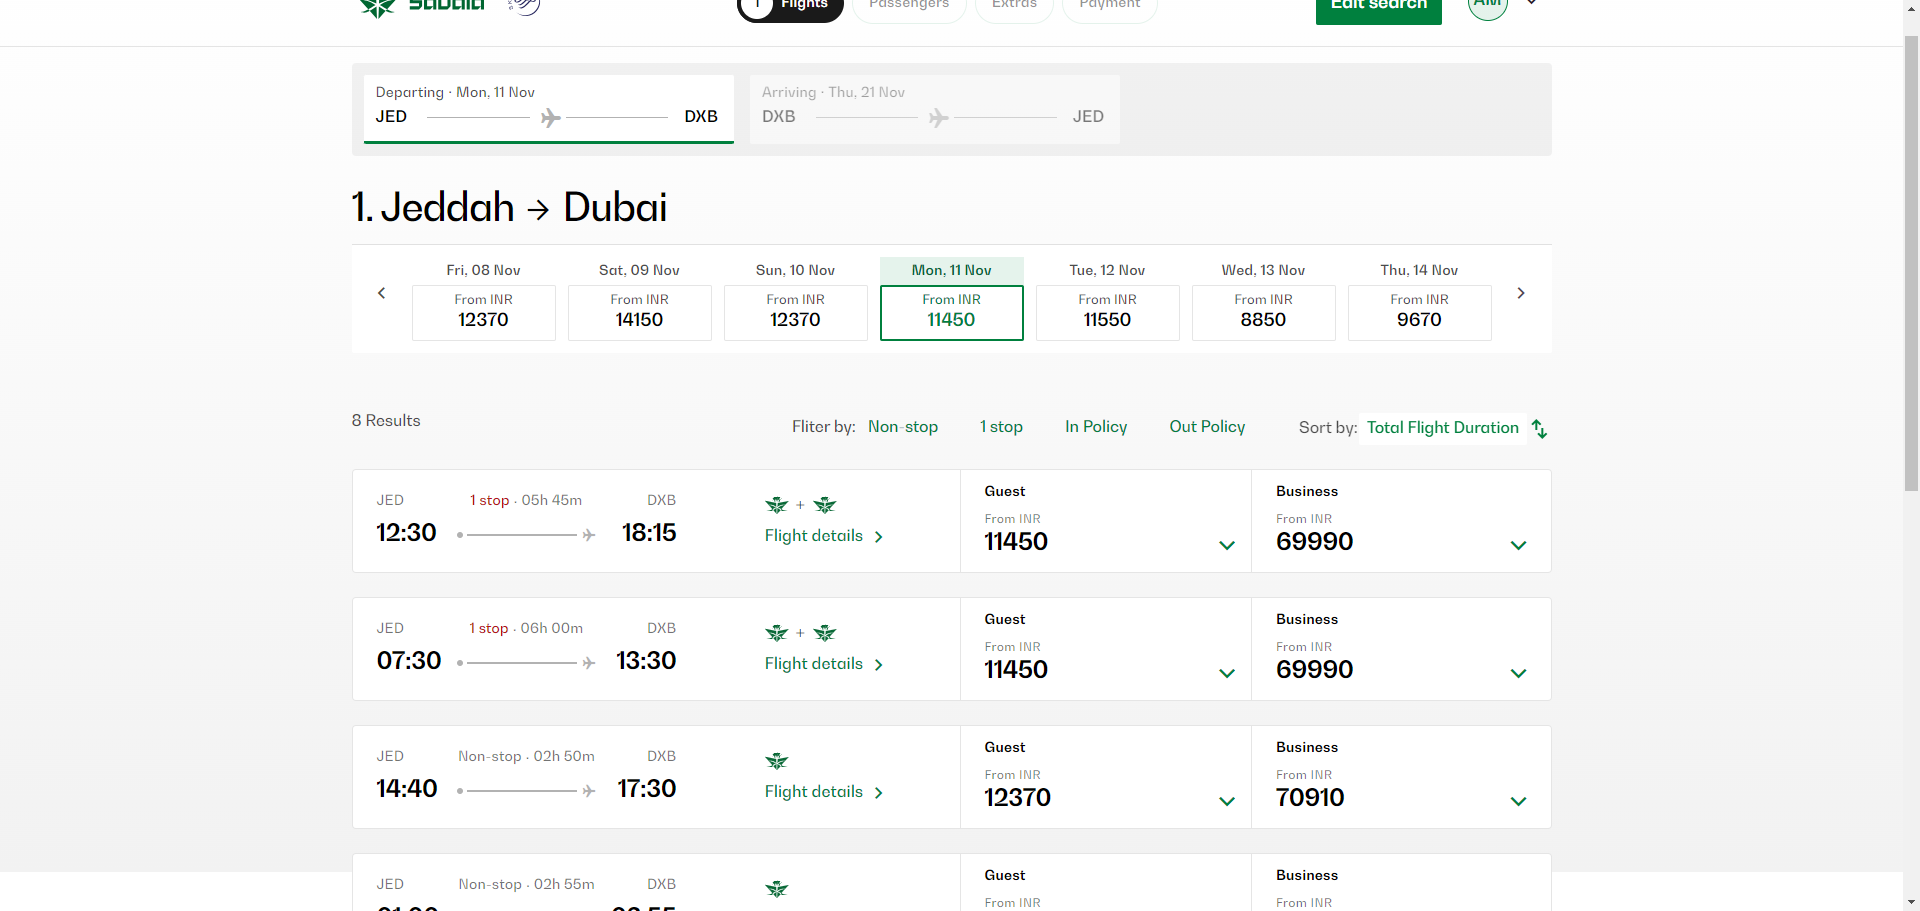 1 Flights Passengers Extras Payment Edit search
Departing · Mon, 11 Nov
JED DXB
Arriving · Thu, 21 Nov
DXB JED
1. Jeddah → Dubai
Fri, 08 Nov
From INR
12370
Sat, 09 Nov
From INR
14150
Sun, 10 Nov
From INR
12370
Mon, 11 Nov
From INR
11450
Tue, 12 Nov
From INR
11550
Wed, 13 Nov
From INR
8850
Thu, 14 Nov
From INR
9670
8 Results
Fliter by: Non-stop 1 stop In Policy Out Policy
Sort by: Total Flight Duration
JED 1 stop · 05h 45m DXB
12:30 18:15
+
Flight details
Guest
From INR
11450
Business
From INR
69990
JED 1 stop · 06h 00m DXB
07:30 13:30
+
Flight details
Guest
From INR
11450
Business
From INR
69990
JED Non-stop · 02h 50m DXB
14:40 17:30
Flight details
Guest
From INR
12370
Business
From INR
70910
JED Non-stop · 02h 55m DXB
Guest
From INR
Business
From INR